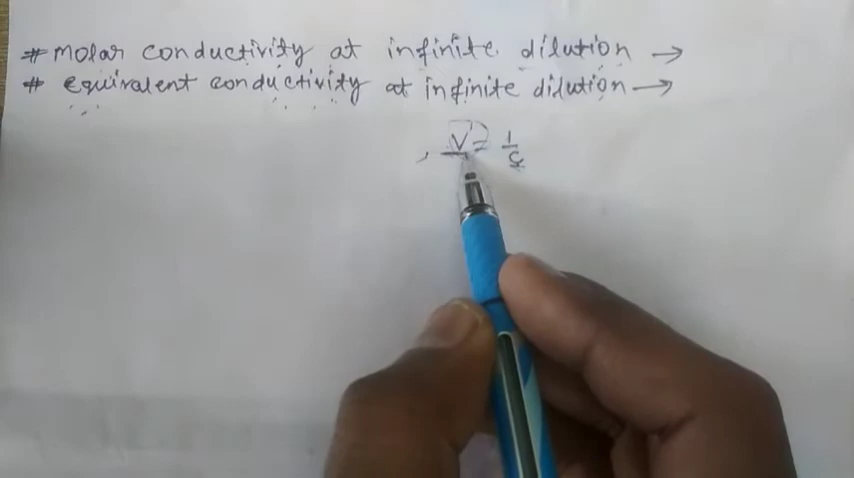 # molar conductivity at infinite dilution →
# equivalent conductivity at infinite dilution →
, V = 1/c